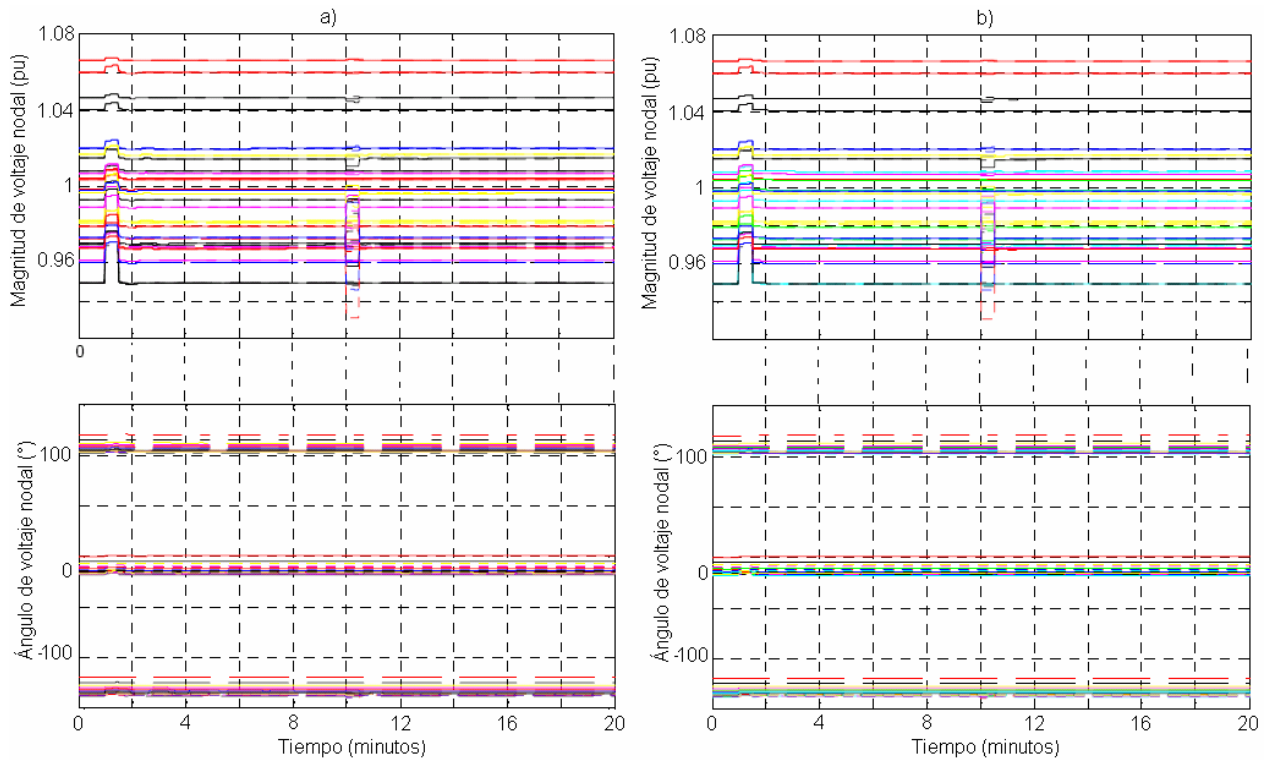 a)
Magnitud de voltaje nodal (pu)
1.08
1.04
1
0.96
0
Ángulo de voltaje nodal (°)
100
0
-100
0 4 8 12 16 20
Tiempo (minutos)
b)
Magnitud de voltaje nodal (pu)
1.08
1.04
1
0.96
Ángulo de voltaje nodal (°)
100
0
-100
0 4 8 12 16 20
Tiempo (minutos)